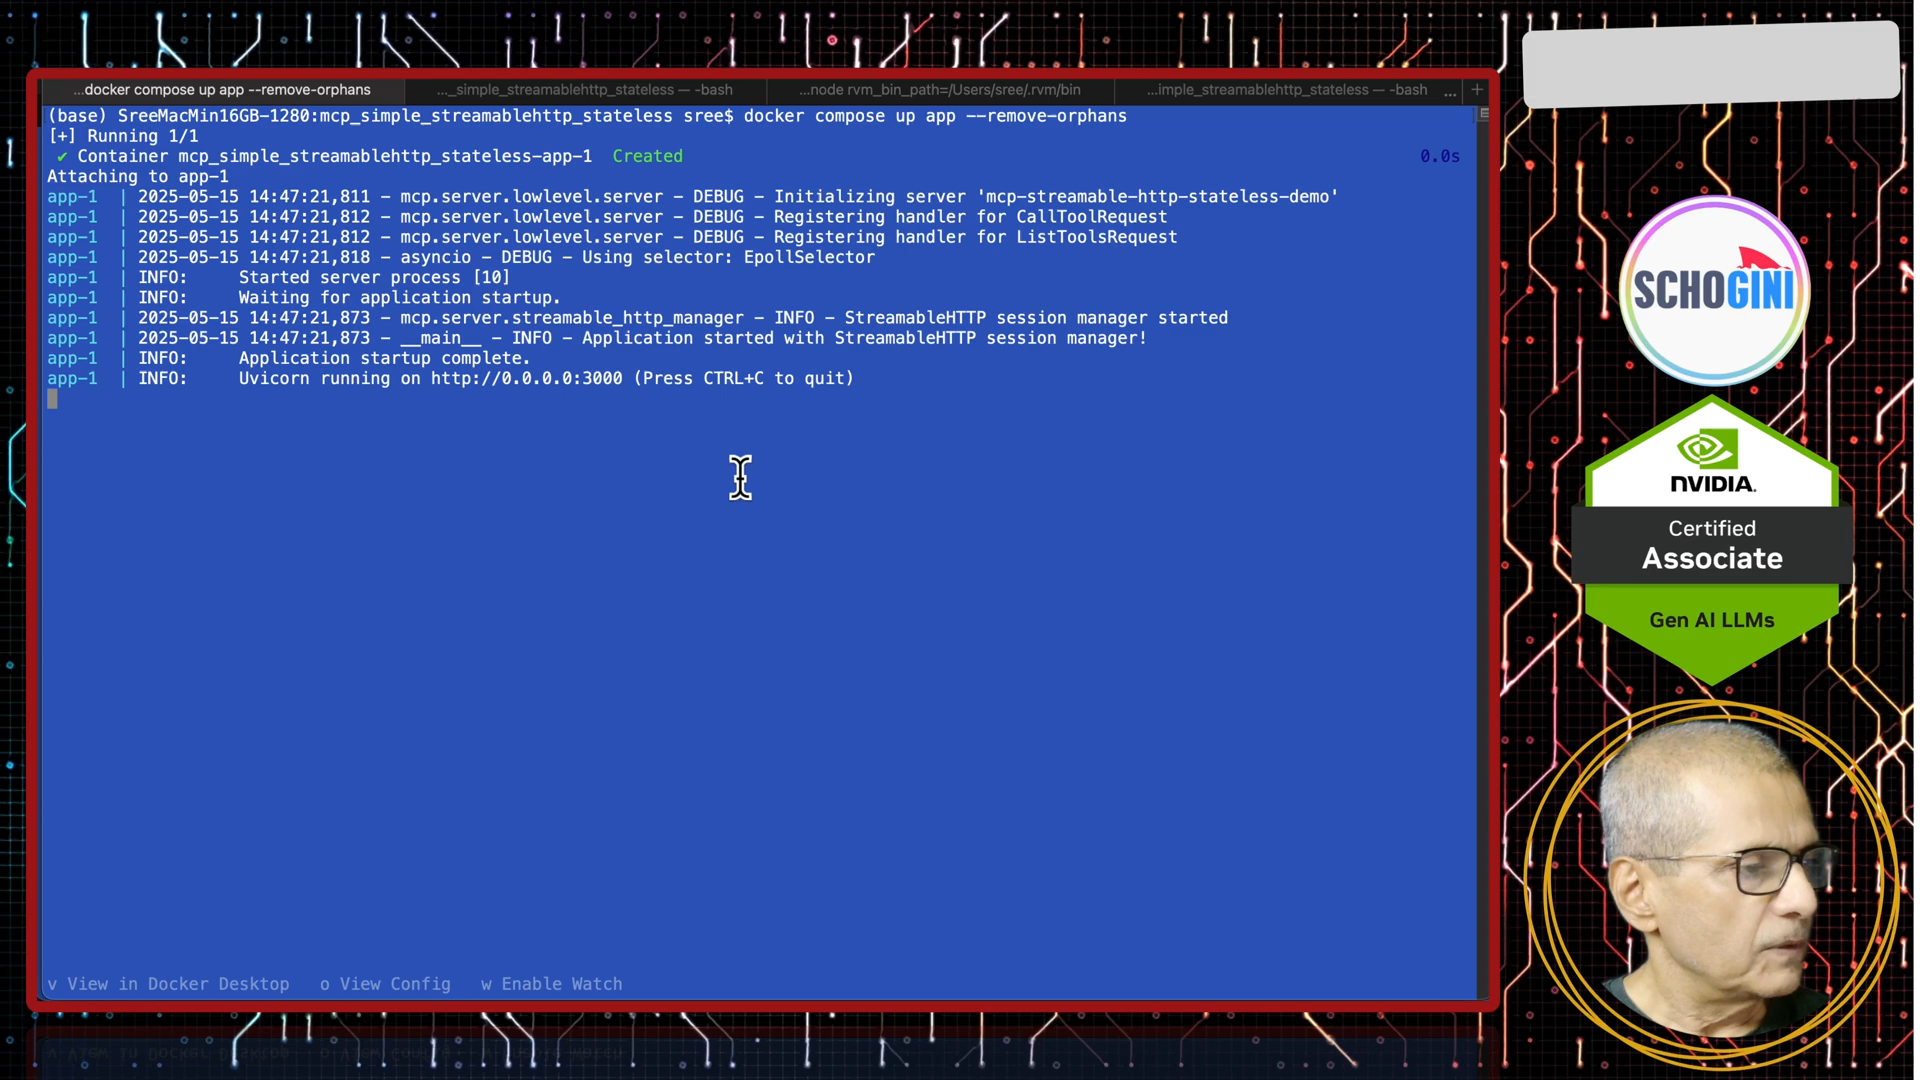 ...docker compose up app --remove-orphans
..._simple_streamablehttp_stateless — -bash
...node rvm_bin_path=/Users/sree/.rvm/bin
...imple_streamablehttp_stateless — -bash
... +
(base) SreeMacMin16GB-1280:mcp_simple_streamablehttp_stateless sree$ docker compose up app --remove-orphans
[+] Running 1/1
✔ Container mcp_simple_streamablehttp_stateless-app-1 Created 0.0s
Attaching to app-1
app-1 | 2025-05-15 14:47:21,811 - mcp.server.lowlevel.server - DEBUG - Initializing server 'mcp-streamable-http-stateless-demo'
app-1 | 2025-05-15 14:47:21,812 - mcp.server.lowlevel.server - DEBUG - Registering handler for CallToolRequest
app-1 | 2025-05-15 14:47:21,812 - mcp.server.lowlevel.server - DEBUG - Registering handler for ListToolsRequest
app-1 | 2025-05-15 14:47:21,818 - asyncio - DEBUG - Using selector: EpollSelector
app-1 | INFO: Started server process [10]
app-1 | INFO: Waiting for application startup.
app-1 | 2025-05-15 14:47:21,873 - mcp.server.streamable_http_manager - INFO - StreamableHTTP session manager started
app-1 | 2025-05-15 14:47:21,873 - __main__ - INFO - Application started with StreamableHTTP session manager!
app-1 | INFO: Application startup complete.
app-1 | INFO: Uvicorn running on http://0.0.0.0:3000 (Press CTRL+C to quit)
v View in Docker Desktop o View Config w Enable Watch
SCHOGINI
NVIDIA.
Certified
Associate
Gen AI LLMs